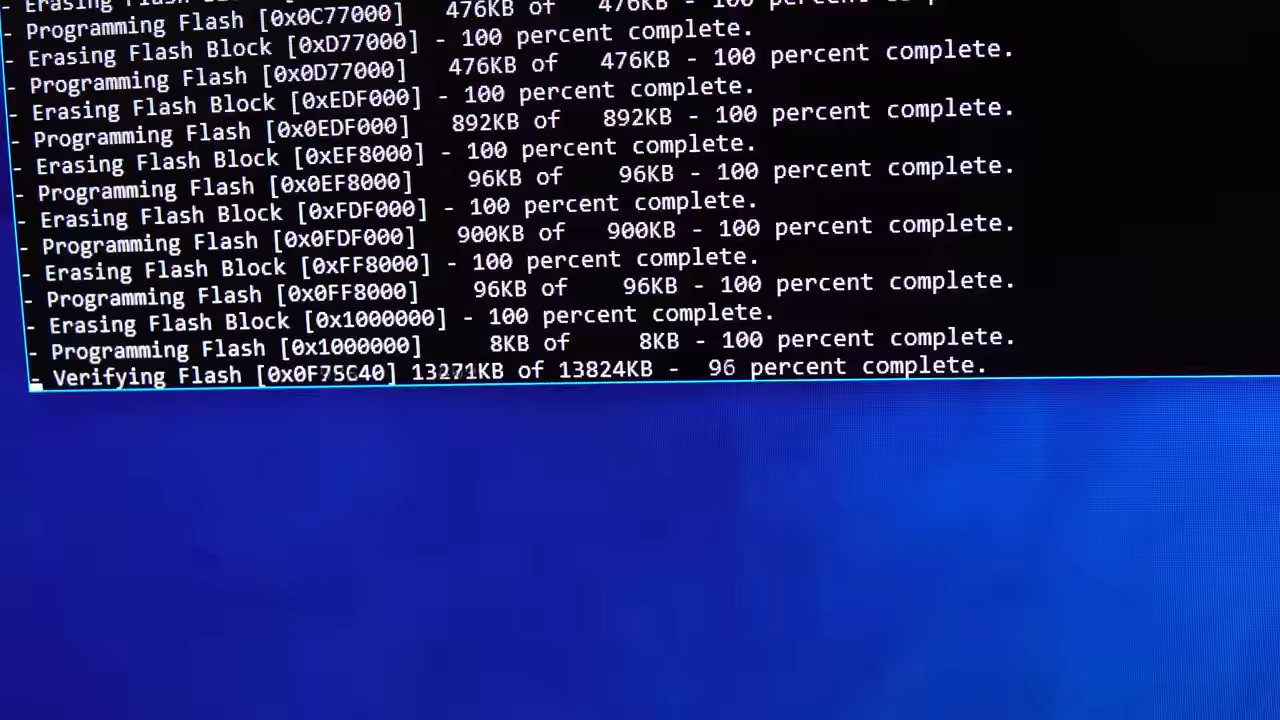 - Erasing Flash
- Programming Flash [0x0C77000] 476KB of 476KB - 100 percent
- Erasing Flash Block [0xD77000] - 100 percent complete.
- Programming Flash [0x0D77000] 476KB of 476KB - 100 percent complete.
- Erasing Flash Block [0xEDF000] - 100 percent complete.
- Programming Flash [0x0EDF000] 892KB of 892KB - 100 percent complete.
- Erasing Flash Block [0xEF8000] - 100 percent complete.
- Programming Flash [0x0EF8000] 96KB of 96KB - 100 percent complete.
- Erasing Flash Block [0xFDF000] - 100 percent complete.
- Programming Flash [0x0FDF000] 900KB of 900KB - 100 percent complete.
- Erasing Flash Block [0xFF8000] - 100 percent complete.
- Programming Flash [0x0FF8000] 96KB of 96KB - 100 percent complete.
- Erasing Flash Block [0x1000000] - 100 percent complete.
- Programming Flash [0x1000000] 8KB of 8KB - 100 percent complete.
- Verifying Flash [0x0F75C40] 13271KB of 13824KB - 96 percent complete.